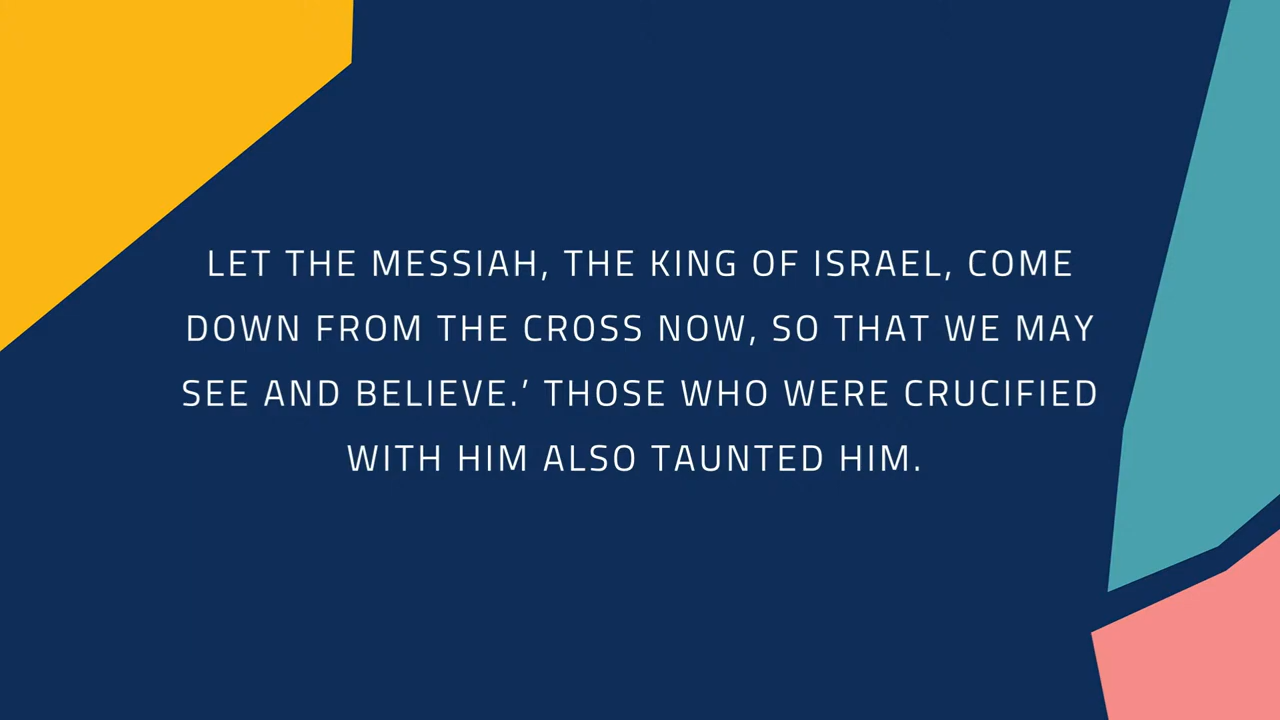 LET THE MESSIAH, THE KING OF ISRAEL, COME
DOWN FROM THE CROSS NOW, SO THAT WE MAY
SEE AND BELIEVE.’ THOSE WHO WERE CRUCIFIED
WITH HIM ALSO TAUNTED HIM.